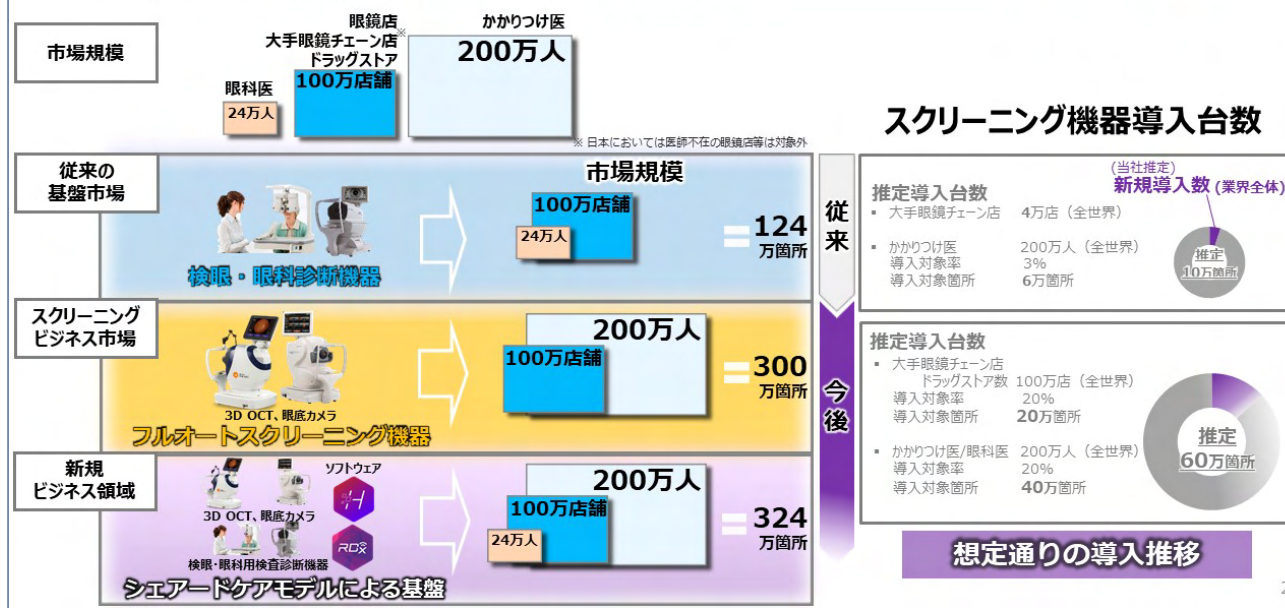 市場規模
眼科医
24万人
眼鏡店
大手眼鏡チェーン店※
ドラッグストア
100万店舗
かかりつけ医
200万人
※ 日本においては医師不在の眼鏡店等は対象外
従来の
基盤市場
検眼・眼科診断機器
市場規模
100万店舗
24万人
=124
万箇所
スクリーニング
ビジネス市場
3D OCT、眼底カメラ
フルオートスクリーニング機器
200万人
100万店舗
=300
万箇所
新規
ビジネス領域
ソフトウェア
3D OCT、眼底カメラ
RDx
検眼・眼科用検査診断機器
シェアードケアモデルによる基盤
200万人
100万店舗
24万人
=324
万箇所
従来
今後
スクリーニング機器導入台数
(当社推定)
新規導入数 (業界全体)
推定導入台数
▪ 大手眼鏡チェーン店 4万店（全世界）
▪ かかりつけ医 200万人（全世界）
導入対象率 3%
導入対象箇所 6万箇所
推定
10万箇所
推定導入台数
▪ 大手眼鏡チェーン店
ドラッグストア数 100万店（全世界）
導入対象率 20%
導入対象箇所 20万箇所
▪ かかりつけ医/眼科医 200万人（全世界）
導入対象率 20%
導入対象箇所 40万箇所
推定
60万箇所
想定通りの導入推移